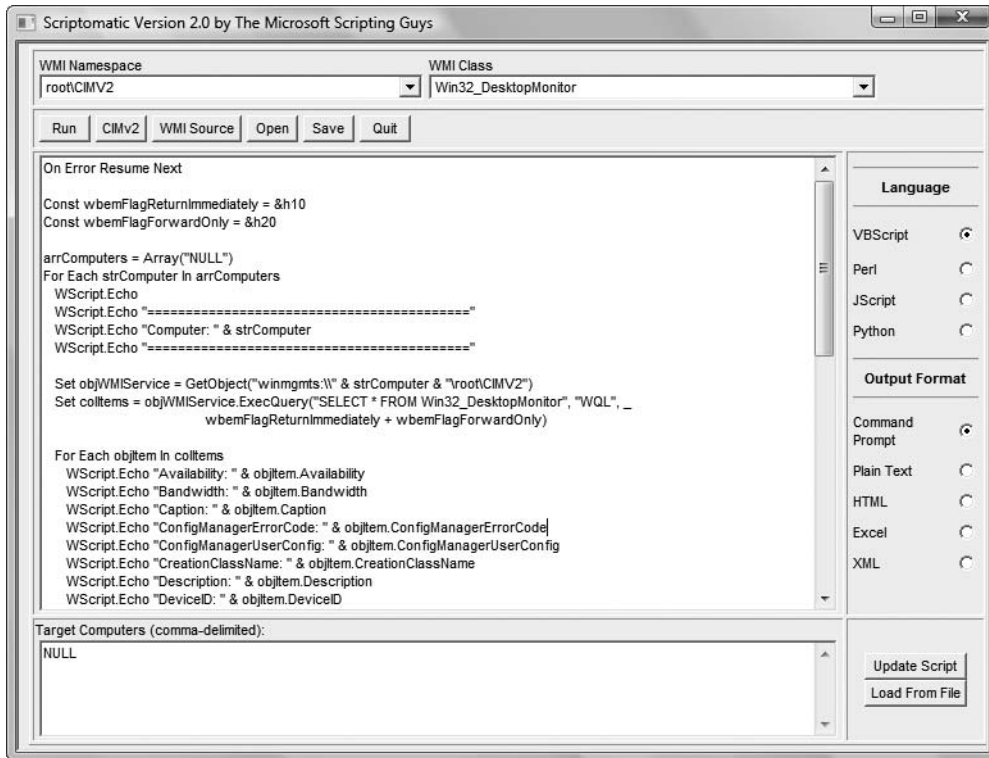 Scriptomatic Version 2.0 by The Microsoft Scripting Guys
WMI Namespace
WMI Class
root\CIMV2
Win32_DesktopMonitor
Run
CIMv2
WMI Source
Open
Save
Quit
On Error Resume Next
Const wbemFlagReturnImmediately = &h10
Const wbemFlagForwardOnly = &h20
arrComputers = Array("NULL")
For Each strComputer In arrComputers
WScript.Echo
WScript.Echo "=========================================="
WScript.Echo "Computer: " & strComputer
WScript.Echo "=========================================="
Set objWMIService = GetObject("winmgmts:\\" & strComputer & "\root\CIMV2")
Set colItems = objWMIService.ExecQuery("SELECT * FROM Win32_DesktopMonitor", "WQL", _
wbemFlagReturnImmediately + wbemFlagForwardOnly)
For Each objItem In colItems
WScript.Echo "Availability: " & objItem.Availability
WScript.Echo "Bandwidth: " & objItem.Bandwidth
WScript.Echo "Caption: " & objItem.Caption
WScript.Echo "ConfigManagerErrorCode: " & objItem.ConfigManagerErrorCode
WScript.Echo "ConfigManagerUserConfig: " & objItem.ConfigManagerUserConfig
WScript.Echo "CreationClassName: " & objItem.CreationClassName
WScript.Echo "Description: " & objItem.Description
WScript.Echo "DeviceID: " & objItem.DeviceID
Language
VBScript
Perl
JScript
Python
Output Format
Command
Prompt
Plain Text
HTML
Excel
XML
Target Computers (comma-delimited):
NULL
Update Script
Load From File